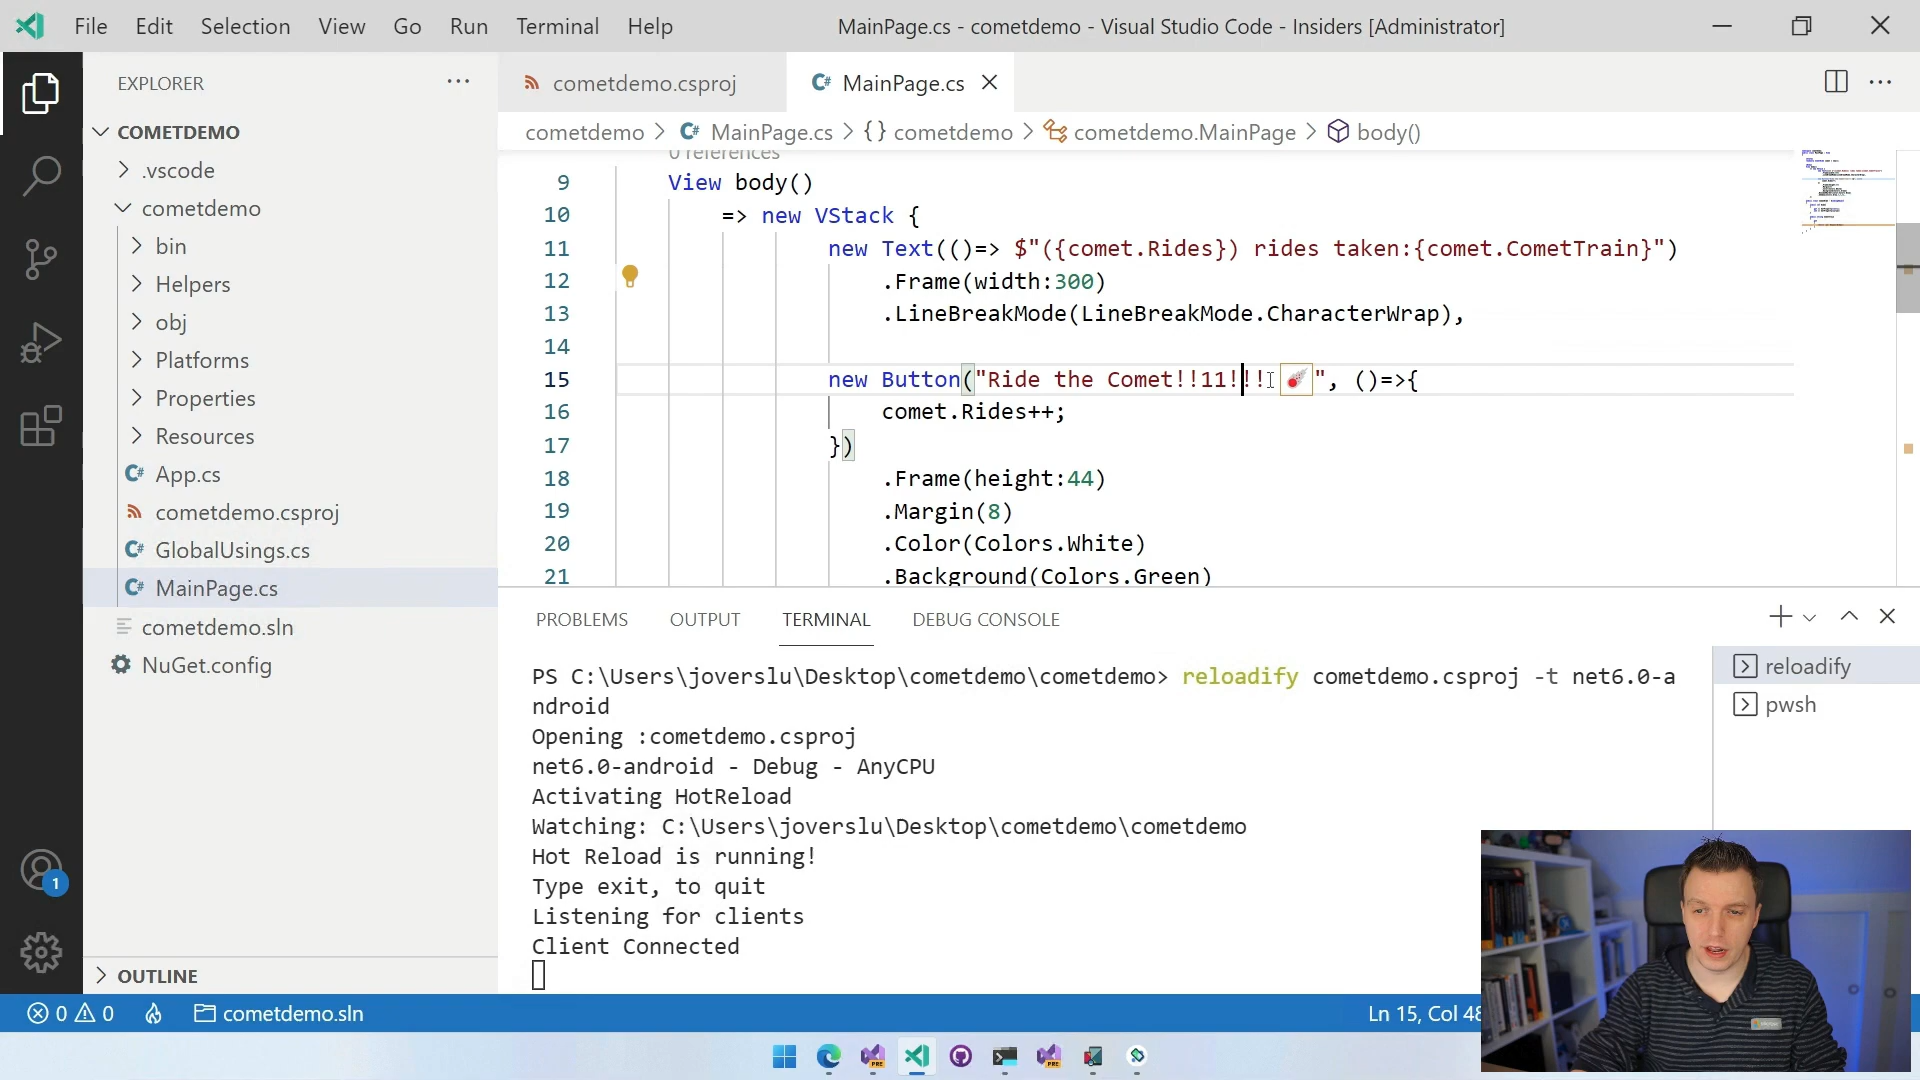 File Edit Selection View Go Run Terminal Help
MainPage.cs - cometdemo - Visual Studio Code - Insiders [Administrator]
EXPLORER
COMETDEMO
.vscode
cometdemo
bin
Helpers
obj
Platforms
Properties
Resources
App.cs
cometdemo.csproj
GlobalUsings.cs
MainPage.cs
cometdemo.sln
NuGet.config
OUTLINE
1
cometdemo.csproj
MainPage.cs
cometdemo > MainPage.cs > {} cometdemo > cometdemo.MainPage > body()
0 references
9 View body()
10 => new VStack {
11 new Text(()=> $"({comet.Rides}) rides taken:{comet.CometTrain}")
12 .Frame(width:300)
13 .LineBreakMode(LineBreakMode.CharacterWrap),
14
15 new Button("Ride the Comet!!11!!!☄️", ()=>{
16 comet.Rides++;
17 })
18 .Frame(height:44)
19 .Margin(8)
20 .Color(Colors.White)
21 .Background(Colors.Green)
PROBLEMS OUTPUT TERMINAL DEBUG CONSOLE
PS C:\Users\joverslu\Desktop\cometdemo\cometdemo> reloadify cometdemo.csproj -t net6.0-a
ndroid
Opening :cometdemo.csproj
net6.0-android - Debug - AnyCPU
Activating HotReload
Watching: C:\Users\joverslu\Desktop\cometdemo\cometdemo
Hot Reload is running!
Type exit, to quit
Listening for clients
Client Connected
reloadify
pwsh
0 0 cometdemo.sln
Ln 15, Col 48